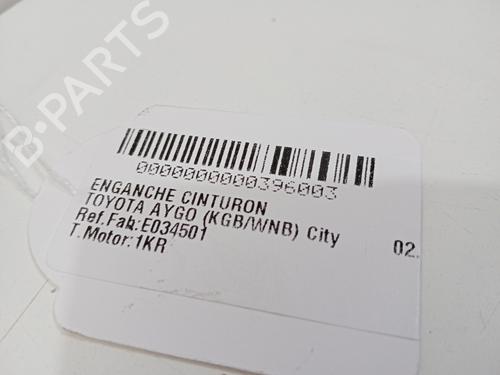 B-PARTS
0000000000396003
ENGANCHE CINTURON
TOYOTA AYGO (KGB/WNB) City 02.
Ref.Fab:E034501
T.Motor:1KR